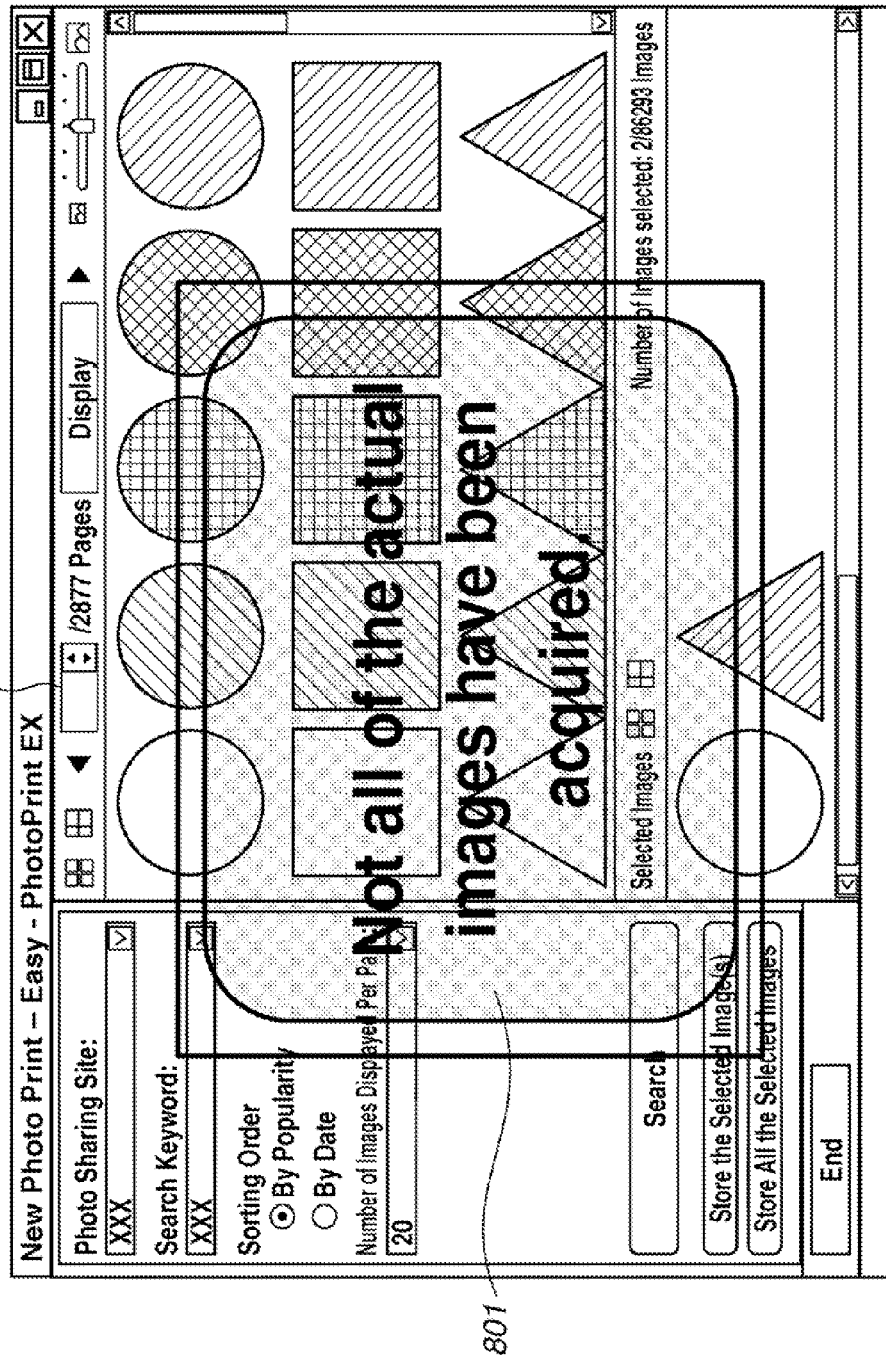 New Photo Print – Easy - PhotoPrint EX
Photo Sharing Site:
XXX
Search Keyword:
XXX
Sorting Order
By Popularity
By Date
Number of Images Displayed Per Pa
20
Search
Store the Selected Image(s)
Store All the Selected Images
End
/2877 Pages
Display
Not all of the actual
images have been
acquired.
Selected Images
Number of Images selected: 2/86293 Images
801